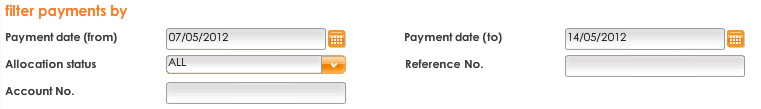 filter payments by
Payment date (from) 07/05/2012 Payment date (to) 14/05/2012
Allocation status ALL Reference No.
Account No.